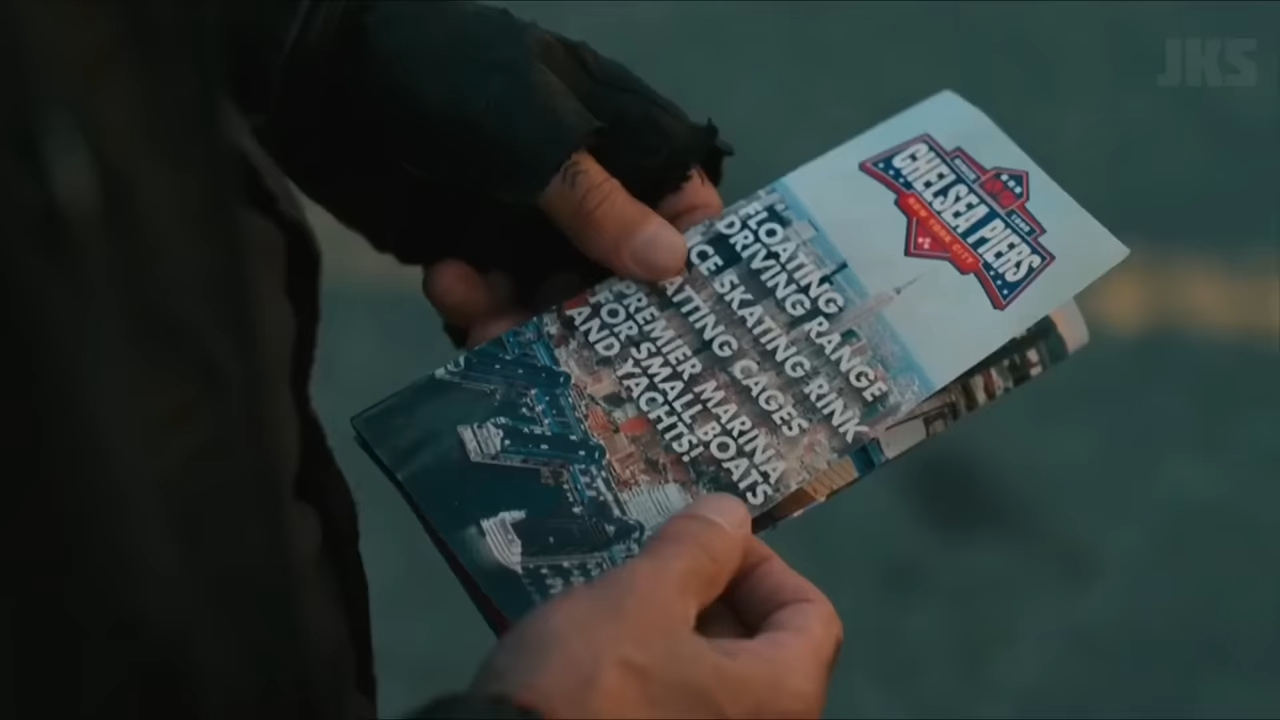 JKS
CHELSEA PIERS
NEW YORK CITY
FLOATING
DRIVING RANGE
ICE SKATING RINK
ATTING CAGES
PREMIER MARINA
FOR SMALL BOATS
AND YACHTS!